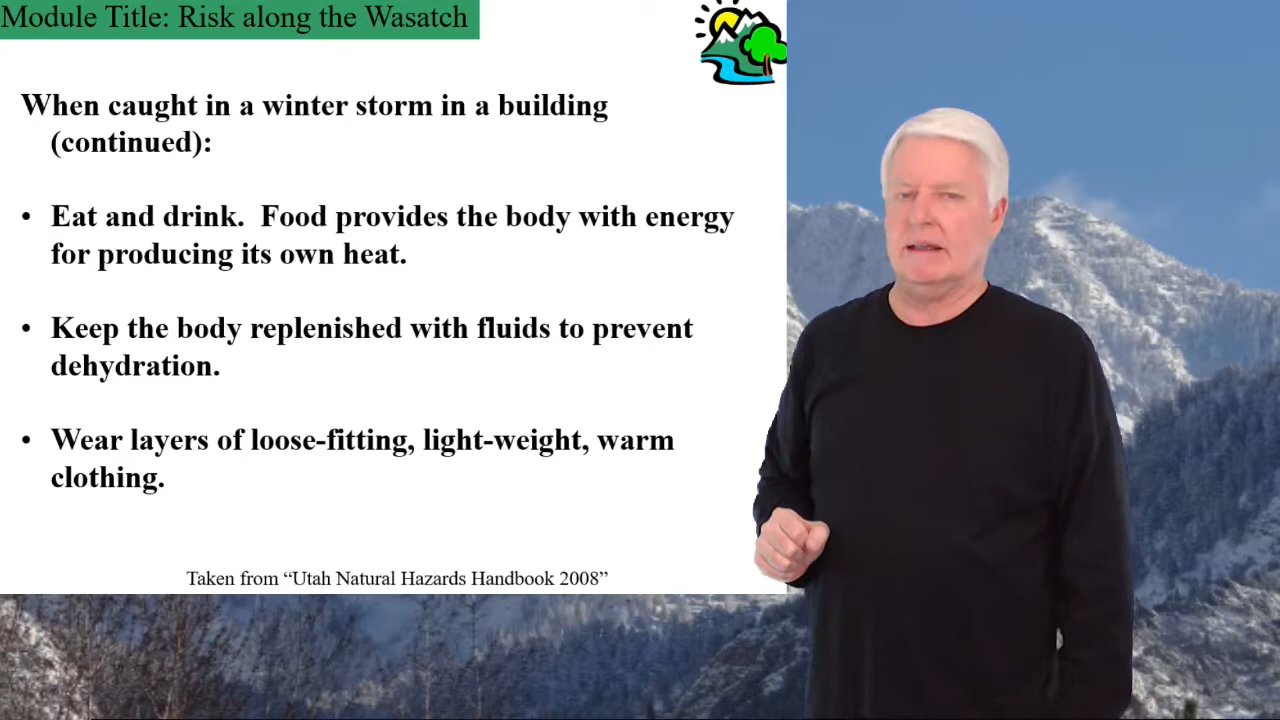 Module Title: Risk along the Wasatch
When caught in a winter storm in a building
(continued):
• Eat and drink.  Food provides the body with energy
for producing its own heat.
• Keep the body replenished with fluids to prevent
dehydration.
• Wear layers of loose-fitting, light-weight, warm
clothing.
Taken from “Utah Natural Hazards Handbook 2008”